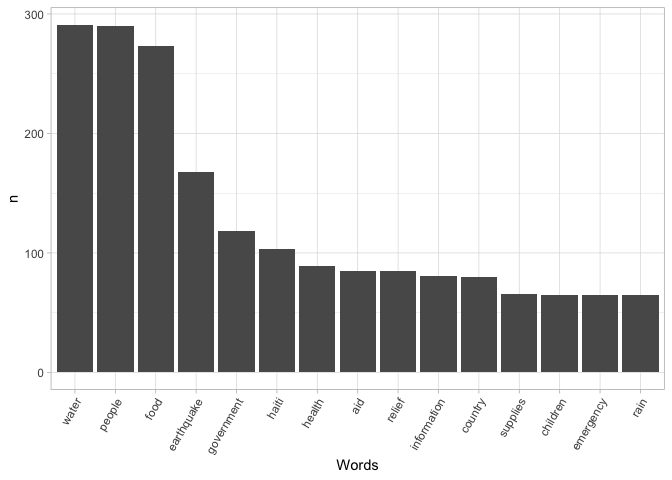 300
200
100
0
n
water
people
food
earthquake
government
haiti
health
aid
relief
information
country
supplies
children
emergency
rain
Words